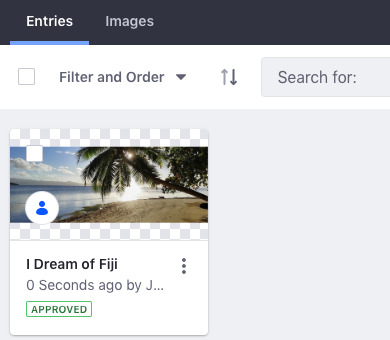 Entries Images
Filter and Order Search for:
I Dream of Fiji
0 Seconds ago by J...
APPROVED